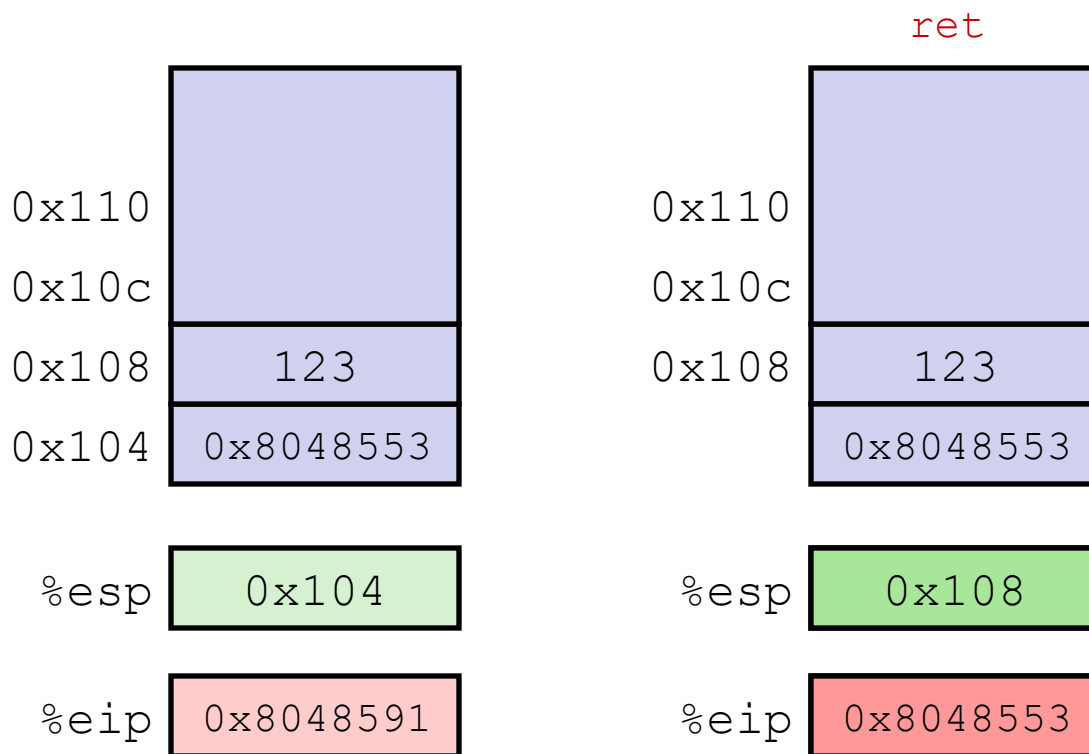 ret
0x110 0x110
0x10c 0x10c
0x108 123 0x108 123
0x104 0x8048553 0x8048553
%esp 0x104 %esp 0x108
%eip 0x8048591 %eip 0x8048553